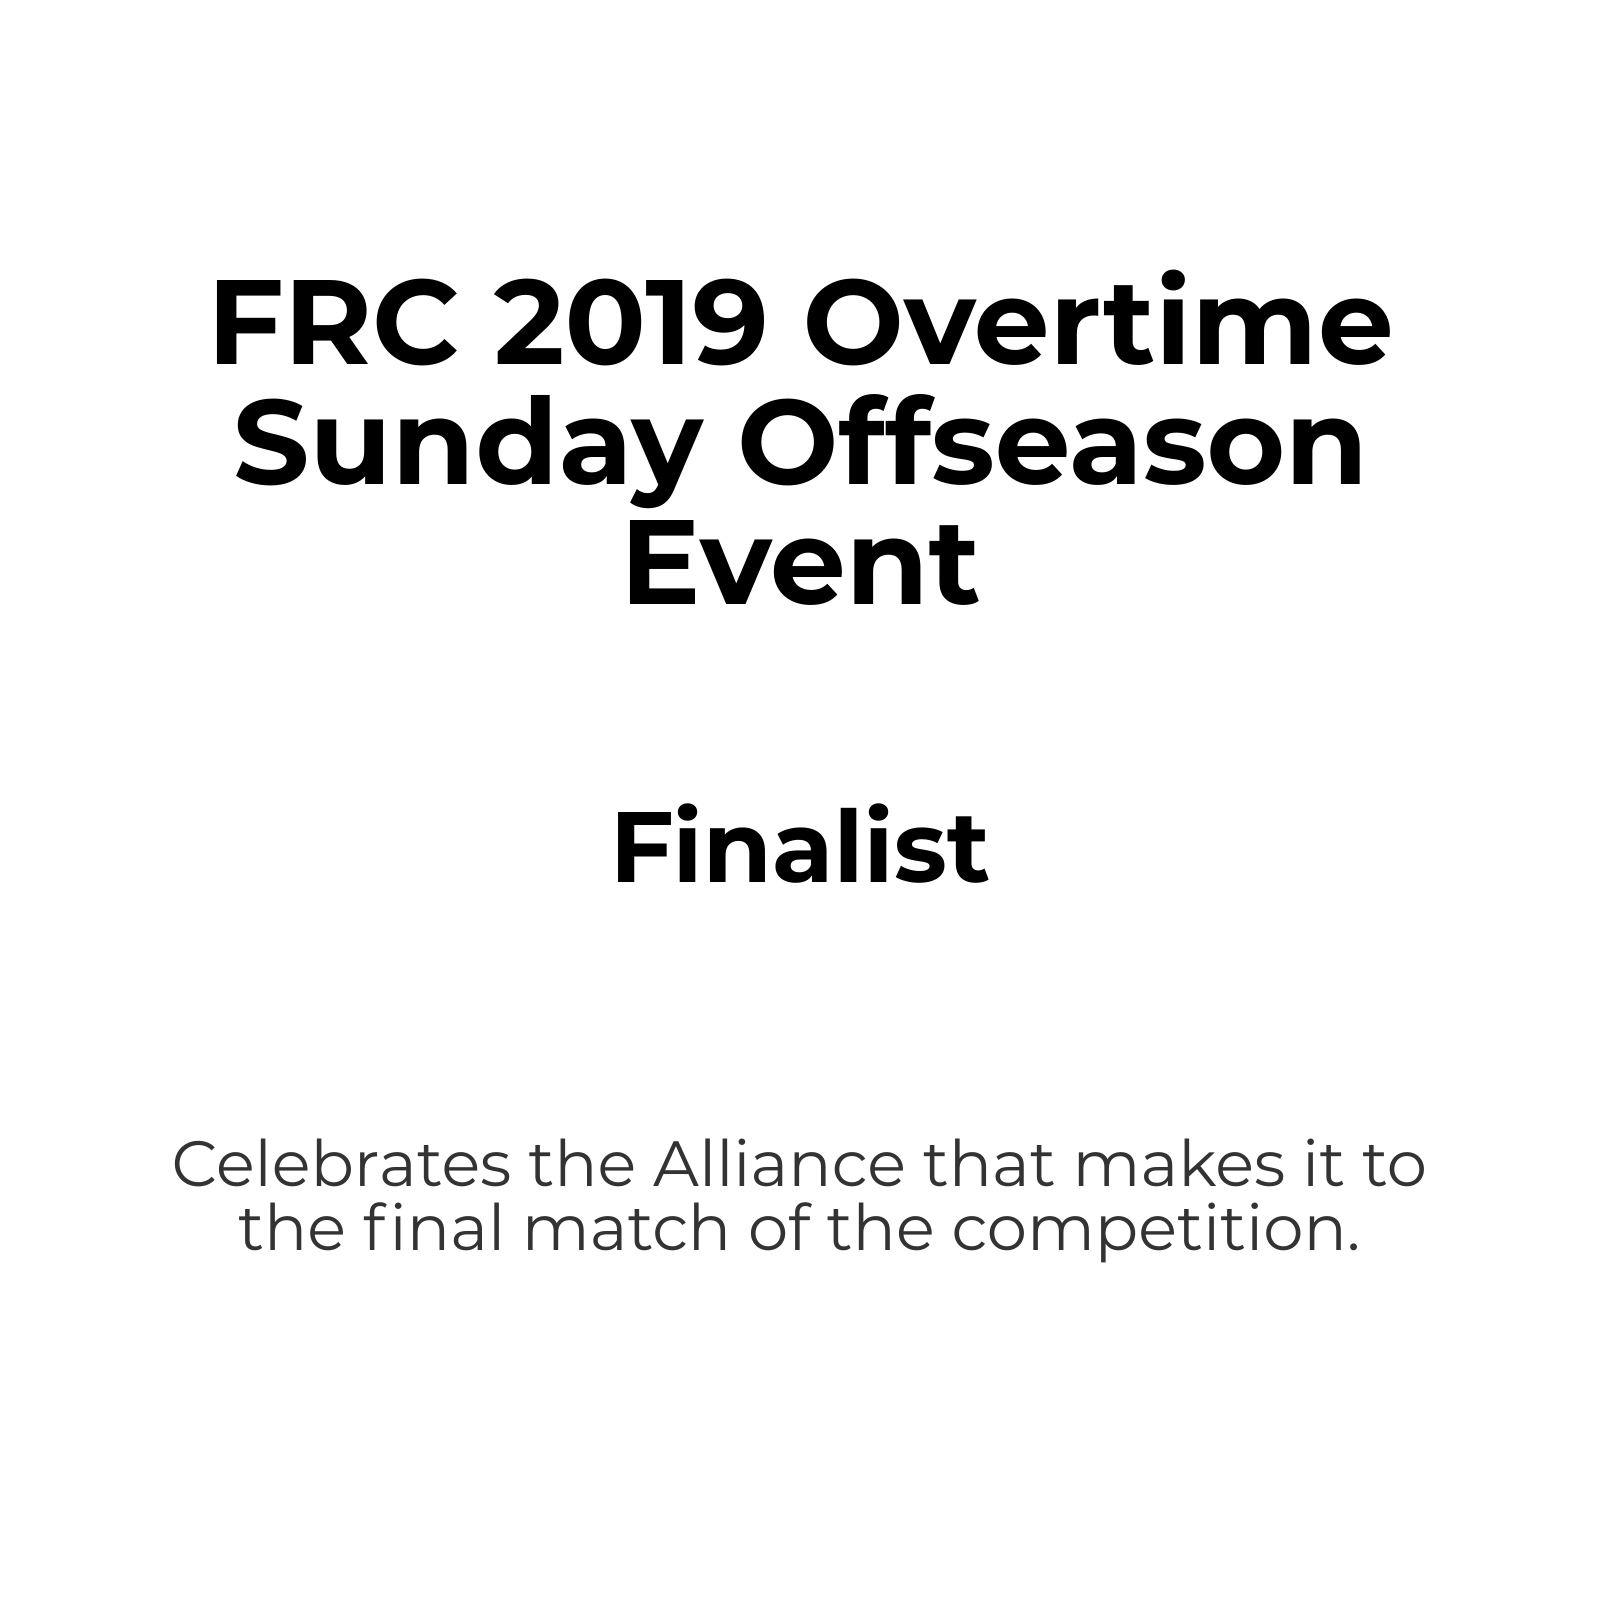 FRC 2019 Overtime
Sunday Offseason
Event
Finalist
Celebrates the Alliance that makes it to
the final match of the competition.